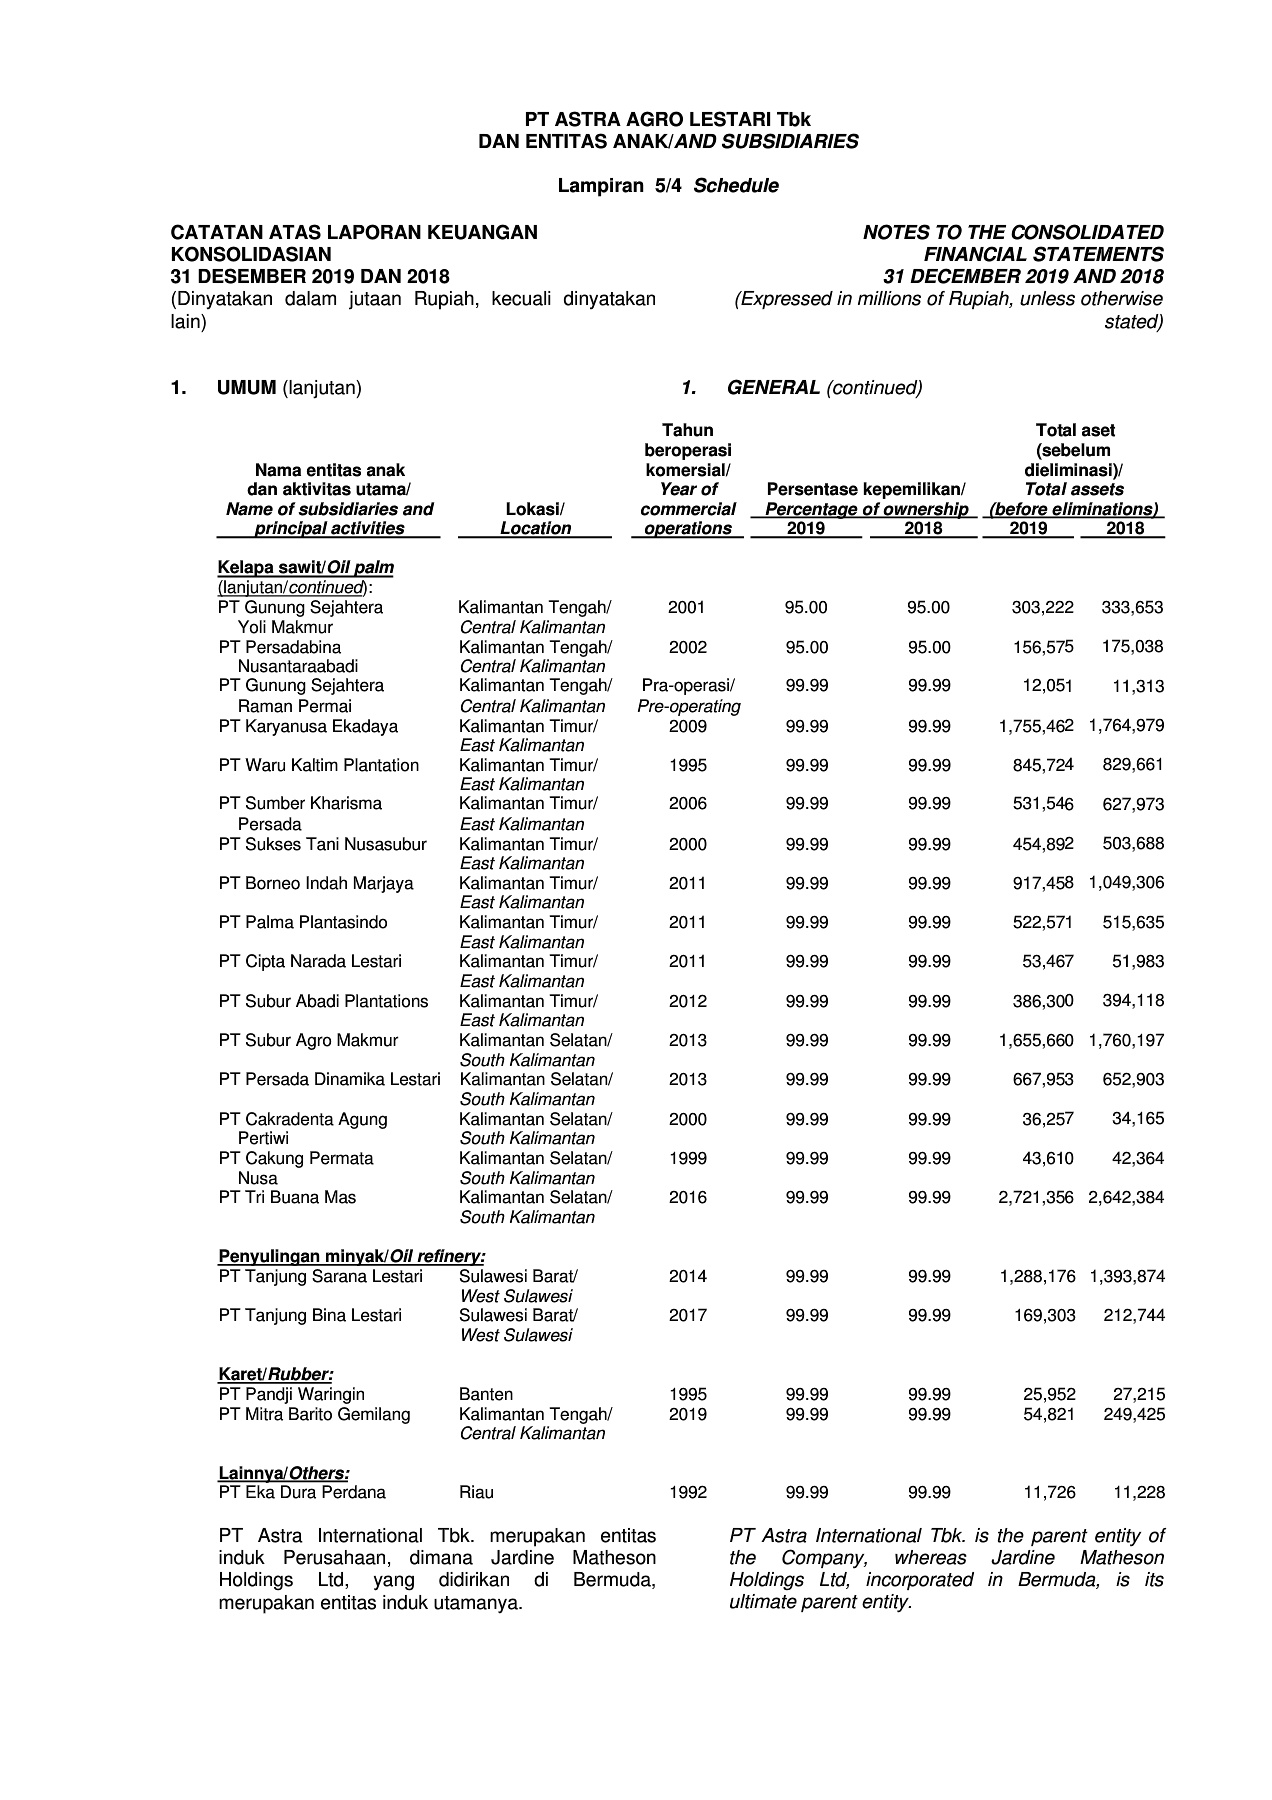 PT ASTRA AGRO LESTARI Tbk
DAN ENTITAS ANAK/AND SUBSIDIARIES
Lampiran 5/4 Schedule
CATATAN ATAS LAPORAN KEUANGAN
KONSOLIDASIAN
31 DESEMBER 2019 DAN 2018
(Dinyatakan dalam jutaan Rupiah, kecuali dinyatakan
lain)
NOTES TO THE CONSOLIDATED
FINANCIAL STATEMENTS
31 DECEMBER 2019 AND 2018
(Expressed in millions of Rupiah, unless otherwise
stated)
1. UMUM (lanjutan)
1. GENERAL (continued)
Nama entitas anak
dan aktivitas utama/
Name of subsidiaries and
principal activities
Lokasi/
Location
Tahun
beroperasi
komersial/
Year of
commercial
operations
Persentase kepemilikan/
Percentage of ownership
2019 2018
Total aset
(sebelum
dieliminasi)/
Total assets
(before eliminations)
2019 2018
Kelapa sawit/Oil palm
(lanjutan/continued):
PT Gunung Sejahtera Kalimantan Tengah/ 2001 95.00 95.00 303,222 333,653
Yoli Makmur Central Kalimantan
PT Persadabina Kalimantan Tengah/ 2002 95.00 95.00 156,575 175,038
Nusantaraabadi Central Kalimantan
PT Gunung Sejahtera Kalimantan Tengah/ Pra-operasi/ 99.99 99.99 12,051 11,313
Raman Permai Central Kalimantan Pre-operating
PT Karyanusa Ekadaya Kalimantan Timur/ 2009 99.99 99.99 1,755,462 1,764,979
East Kalimantan
PT Waru Kaltim Plantation Kalimantan Timur/ 1995 99.99 99.99 845,724 829,661
East Kalimantan
PT Sumber Kharisma Kalimantan Timur/ 2006 99.99 99.99 531,546 627,973
Persada East Kalimantan
PT Sukses Tani Nusasubur Kalimantan Timur/ 2000 99.99 99.99 454,892 503,688
East Kalimantan
PT Borneo Indah Marjaya Kalimantan Timur/ 2011 99.99 99.99 917,458 1,049,306
East Kalimantan
PT Palma Plantasindo Kalimantan Timur/ 2011 99.99 99.99 522,571 515,635
East Kalimantan
PT Cipta Narada Lestari Kalimantan Timur/ 2011 99.99 99.99 53,467 51,983
East Kalimantan
PT Subur Abadi Plantations Kalimantan Timur/ 2012 99.99 99.99 386,300 394,118
East Kalimantan
PT Subur Agro Makmur Kalimantan Selatan/ 2013 99.99 99.99 1,655,660 1,760,197
South Kalimantan
PT Persada Dinamika Lestari Kalimantan Selatan/ 2013 99.99 99.99 667,953 652,903
South Kalimantan
PT Cakradenta Agung Kalimantan Selatan/ 2000 99.99 99.99 36,257 34,165
Pertiwi South Kalimantan
PT Cakung Permata Kalimantan Selatan/ 1999 99.99 99.99 43,610 42,364
Nusa South Kalimantan
PT Tri Buana Mas Kalimantan Selatan/ 2016 99.99 99.99 2,721,356 2,642,384
South Kalimantan
Penyulingan minyak/Oil refinery:
PT Tanjung Sarana Lestari Sulawesi Barat/ 2014 99.99 99.99 1,288,176 1,393,874
West Sulawesi
PT Tanjung Bina Lestari Sulawesi Barat/ 2017 99.99 99.99 169,303 212,744
West Sulawesi
Karet/Rubber:
PT Pandji Waringin Banten 1995 99.99 99.99 25,952 27,215
PT Mitra Barito Gemilang Kalimantan Tengah/ 2019 99.99 99.99 54,821 249,425
Central Kalimantan
Lainnya/Others:
PT Eka Dura Perdana Riau 1992 99.99 99.99 11,726 11,228
PT Astra International Tbk. merupakan entitas
induk Perusahaan, dimana Jardine Matheson
Holdings Ltd, yang didirikan di Bermuda,
merupakan entitas induk utamanya.
PT Astra International Tbk. is the parent entity of
the Company, whereas Jardine Matheson
Holdings Ltd, incorporated in Bermuda, is its
ultimate parent entity.